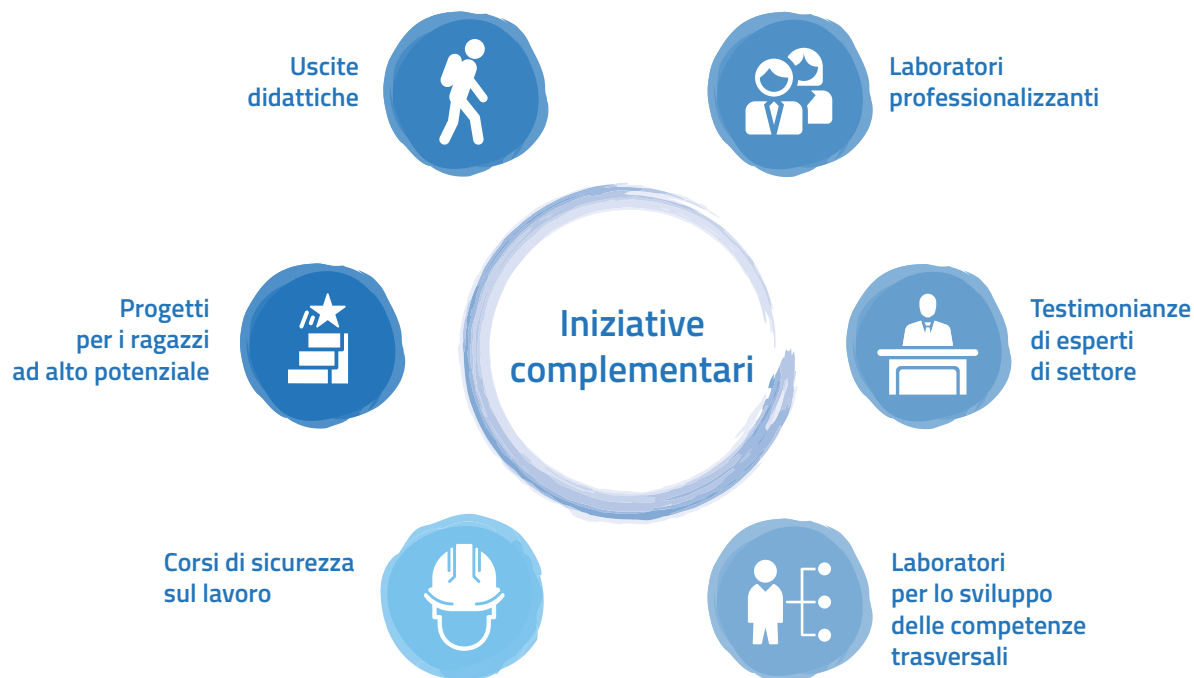 Uscite
didattiche
Laboratori
professionalizzanti
Progetti
per i ragazzi
ad alto potenziale
Iniziative
complementari
Testimonianze
di esperti
di settore
Corsi di sicurezza
sul lavoro
Laboratori
per lo sviluppo
delle competenze
trasversali